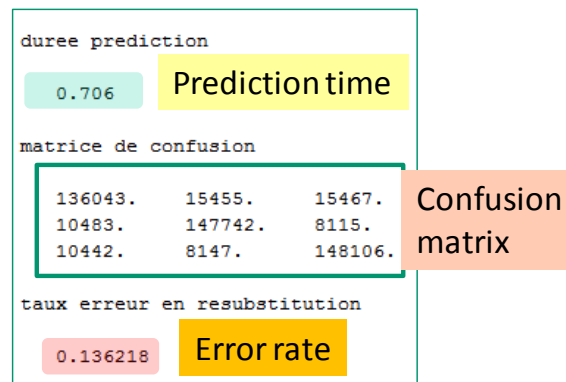 duree prediction
0.706
Prediction time
matrice de confusion
136043. 15455. 15467.
10483. 147742. 8115.
10442. 8147. 148106.
Confusion
matrix
taux erreur en resubstitution
0.136218
Error rate